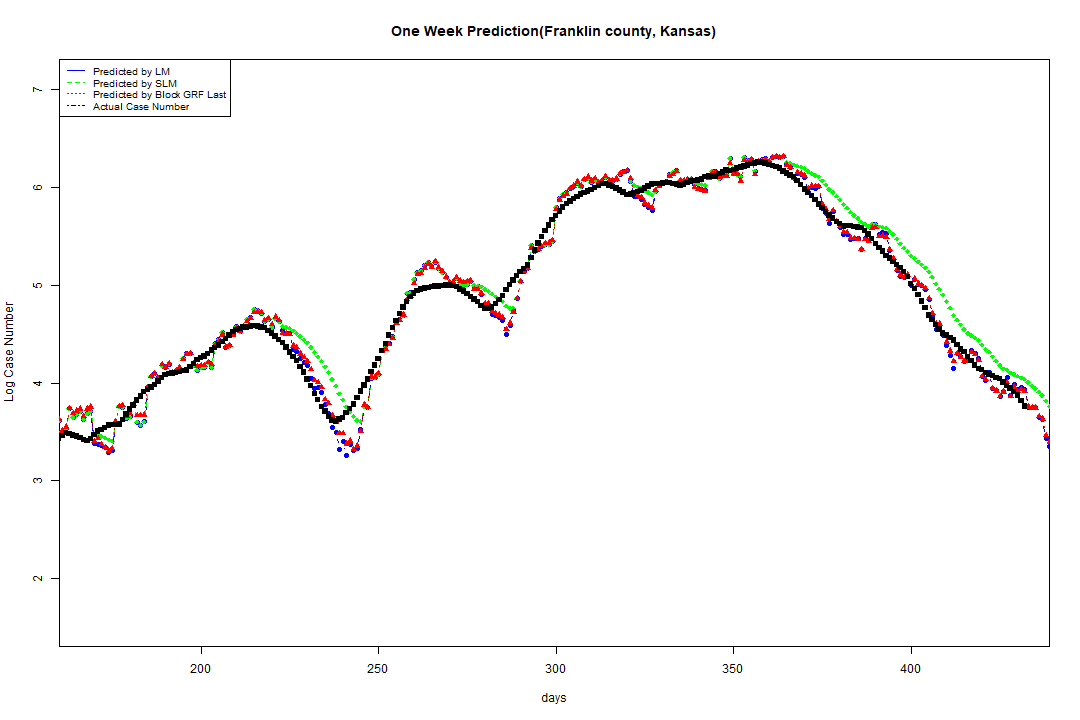 One Week Prediction(Franklin county, Kansas)
Predicted by LM
Predicted by SLM
Predicted by Block GRF Last
Actual Case Number
7
6
5
4
3
2
Log Case Number
200 250 300 350 400
days